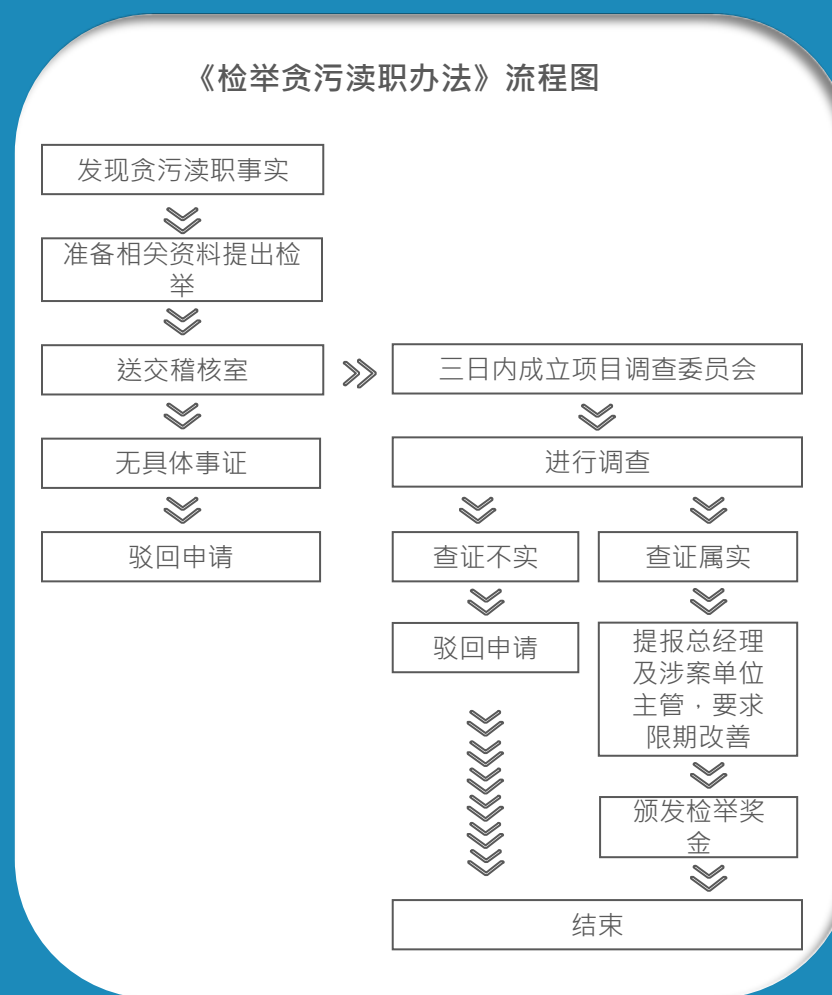 《检举贪污渎职办法》流程图
发现贪污渎职事实
准备相关资料提出检
举
送交稽核室
三日内成立项目调查委员会
无具体事证
进行调查
驳回申请
查证不实
查证属实
驳回申请
提报总经理
及涉案单位
主管，要求
限期改善
颁发检举奖
金
结束